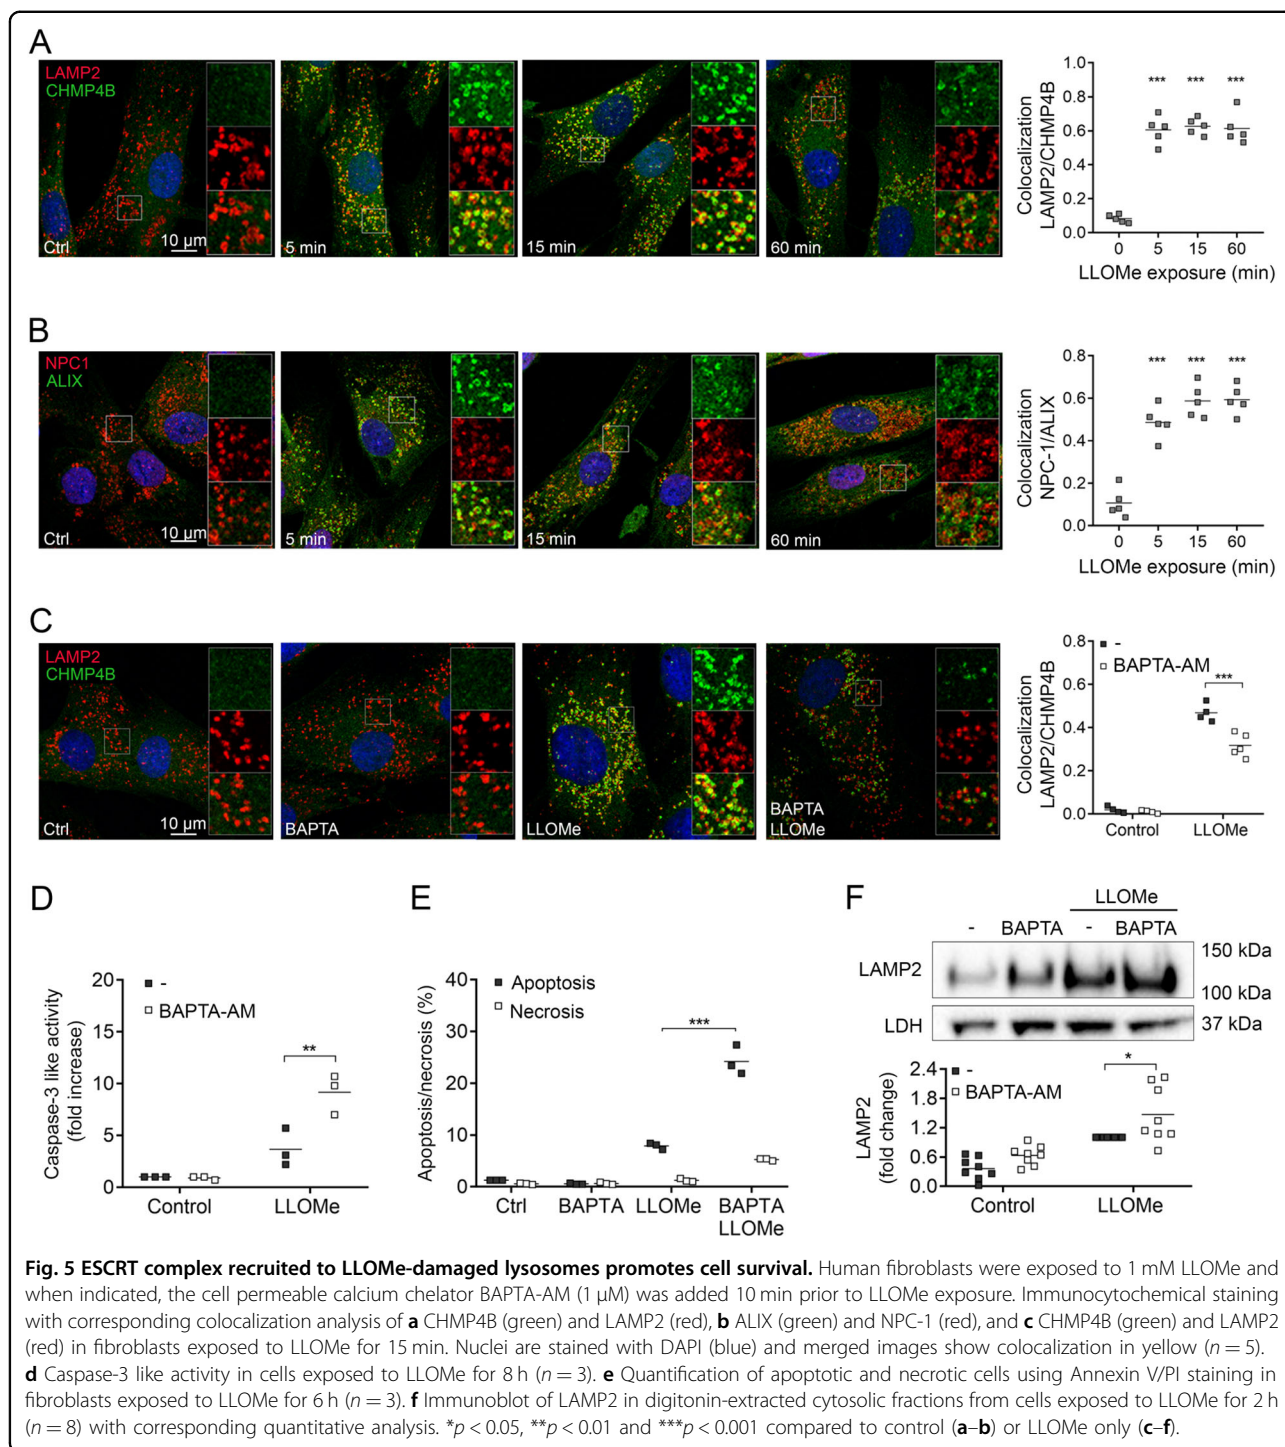 A
LAMP2
CHMP4B
Ctrl
10 µm
5 min
15 min
60 min
Colocalization
LAMP2/CHMP4B
1.0
0.8
0.6
0.4
0.2
0.0
*** *** ***
0 5 15 60
LLOMe exposure (min)
B
NPC1
ALIX
Ctrl
10 µm
5 min
15 min
60 min
Colocalization
NPC-1/ALIX
0.8
0.6
0.4
0.2
0.0
*** *** ***
0 5 15 60
LLOMe exposure (min)
C
LAMP2
CHMP4B
Ctrl
10 µm
BAPTA
LLOMe
BAPTA
LLOMe
Colocalization
LAMP2/CHMP4B
0.8
0.6
0.4
0.2
0.0
-
BAPTA-AM
***
Control LLOMe
D
Caspase-3 like activity
(fold increase)
20
15
10
5
0
-
BAPTA-AM
**
Control LLOMe
E
Apoptosis/necrosis (%)
40
30
20
10
0
Apoptosis
Necrosis
***
Ctrl BAPTA LLOMe BAPTA
LLOMe
F
LLOMe
- BAPTA - BAPTA
LAMP2
150 kDa
100 kDa
LDH
37 kDa
LAMP2
(fold change)
2.4
1.8
1.2
0.6
0.0
-
BAPTA-AM
*
Control LLOMe
Fig. 5 ESCRT complex recruited to LLOMe-damaged lysosomes promotes cell survival. Human fibroblasts were exposed to 1 mM LLOMe and
when indicated, the cell permeable calcium chelator BAPTA-AM (1 µM) was added 10 min prior to LLOMe exposure. Immunocytochemical staining
with corresponding colocalization analysis of a CHMP4B (green) and LAMP2 (red), b ALIX (green) and NPC-1 (red), and c CHMP4B (green) and LAMP2
(red) in fibroblasts exposed to LLOMe for 15 min. Nuclei are stained with DAPI (blue) and merged images show colocalization in yellow (n = 5).
d Caspase-3 like activity in cells exposed to LLOMe for 8 h (n = 3). e Quantification of apoptotic and necrotic cells using Annexin V/PI staining in
fibroblasts exposed to LLOMe for 6 h (n = 3). f Immunoblot of LAMP2 in digitonin-extracted cytosolic fractions from cells exposed to LLOMe for 2 h
(n = 8) with corresponding quantitative analysis. *p < 0.05, **p < 0.01 and ***p < 0.001 compared to control (a–b) or LLOMe only (c–f).